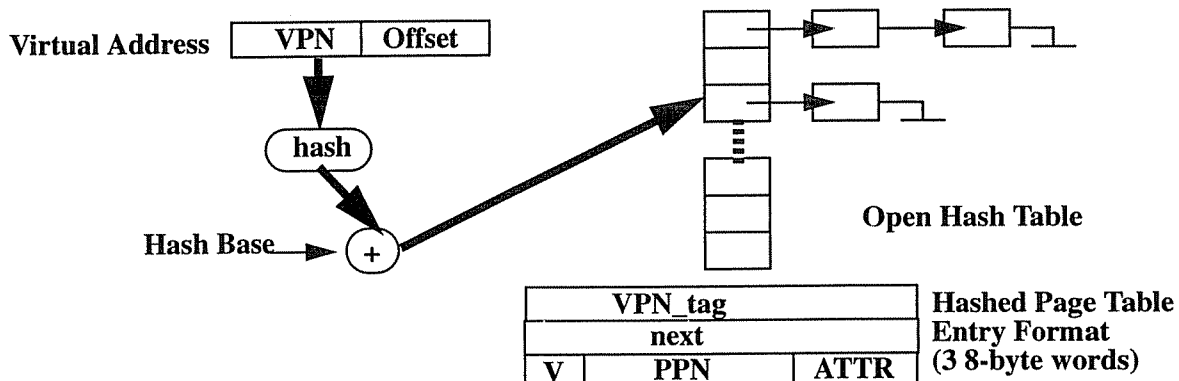 Virtual Address
VPN Offset
hash
Hash Base
+
Open Hash Table
VPN_tag
next
V PPN ATTR
Hashed Page Table
Entry Format
(3 8-byte words)